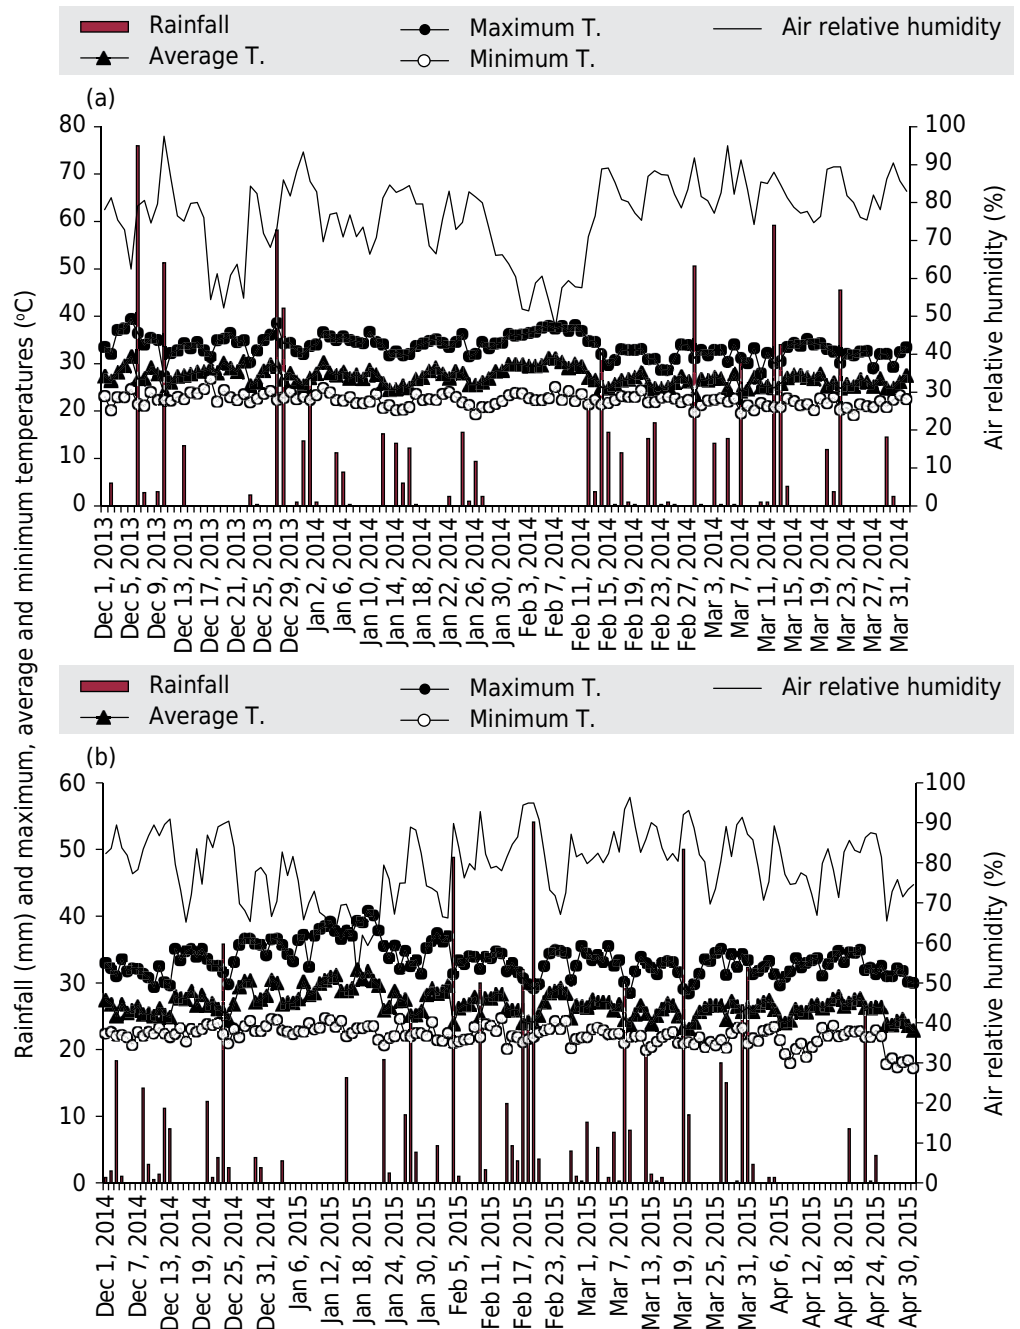 Rainfall
Maximum T.
Air relative humidity
Average T.
Minimum T.
(a)
80
70
60
50
40
30
20
10
0
100
90
80
70
60
50
40
30
20
10
0
Air relative humidity (%)
Dec 1, 2013
Dec 5, 2013
Dec 9, 2013
Dec 13, 2013
Dec 17, 2013
Dec 21, 2013
Dec 25, 2013
Dec 29, 2013
Jan 2, 2014
Jan 6, 2014
Jan 10, 2014
Jan 14, 2014
Jan 18, 2014
Jan 22, 2014
Jan 26, 2014
Jan 30, 2014
Feb 3, 2014
Feb 7, 2014
Feb 11, 2014
Feb 15, 2014
Feb 19, 2014
Feb 23, 2014
Feb 27, 2014
Mar 3, 2014
Mar 7, 2014
Mar 11, 2014
Mar 15, 2014
Mar 19, 2014
Mar 23, 2014
Mar 27, 2014
Mar 31, 2014
Rainfall (mm) and maximum, average and minimum temperatures (°C)
Rainfall
Maximum T.
Air relative humidity
Average T.
Minimum T.
(b)
60
50
40
30
20
10
0
100
90
80
70
60
50
40
30
20
10
0
Air relative humidity (%)
Dec 1, 2014
Dec 7, 2014
Dec 13, 2014
Dec 19, 2014
Dec 25, 2014
Dec 31, 2014
Jan 6, 2015
Jan 12, 2015
Jan 18, 2015
Jan 24, 2015
Jan 30, 2015
Feb 5, 2015
Feb 11, 2015
Feb 17, 2015
Feb 23, 2015
Mar 1, 2015
Mar 7, 2015
Mar 13, 2015
Mar 19, 2015
Mar 25, 2015
Mar 31, 2015
Apr 6, 2015
Apr 12, 2015
Apr 18, 2015
Apr 24, 2015
Apr 30, 2015